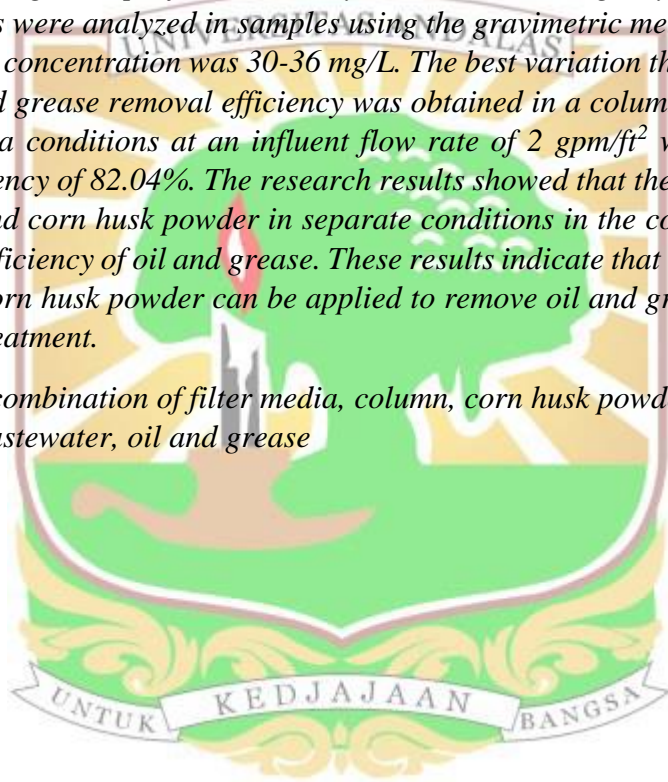 s were analyzed in samples using the gravimetric me
UNIVERSITAS ANDALAS
concentration was 30-36 mg/L. The best variation th
d grease removal efficiency was obtained in a colum
a conditions at an influent flow rate of 2 gpm/ft²
ency of 82.04%. The research results showed that the
nd corn husk powder in separate conditions in the co
ficiency of oil and grease. These results indicate that
orn husk powder can be applied to remove oil and gr
eatment.
combination of filter media, column, corn husk powd
astewater, oil and grease
UNTUK KEDJAJAAN BANGSA